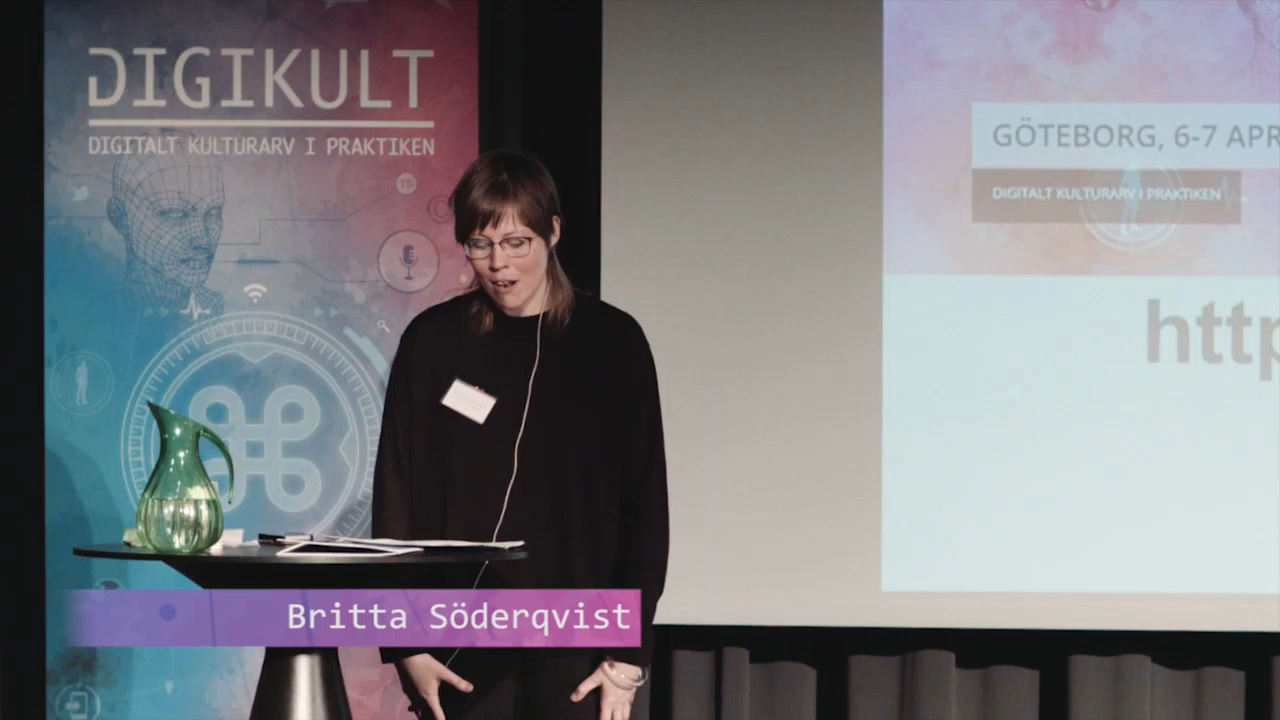 DIGIKULT
DIGITALT KULTURARV I PRAKTIKEN
GÖTEBORG, 6-7 APR
DIGITALT KULTURARV I PRAKTIKEN
http
Britta Söderqvist